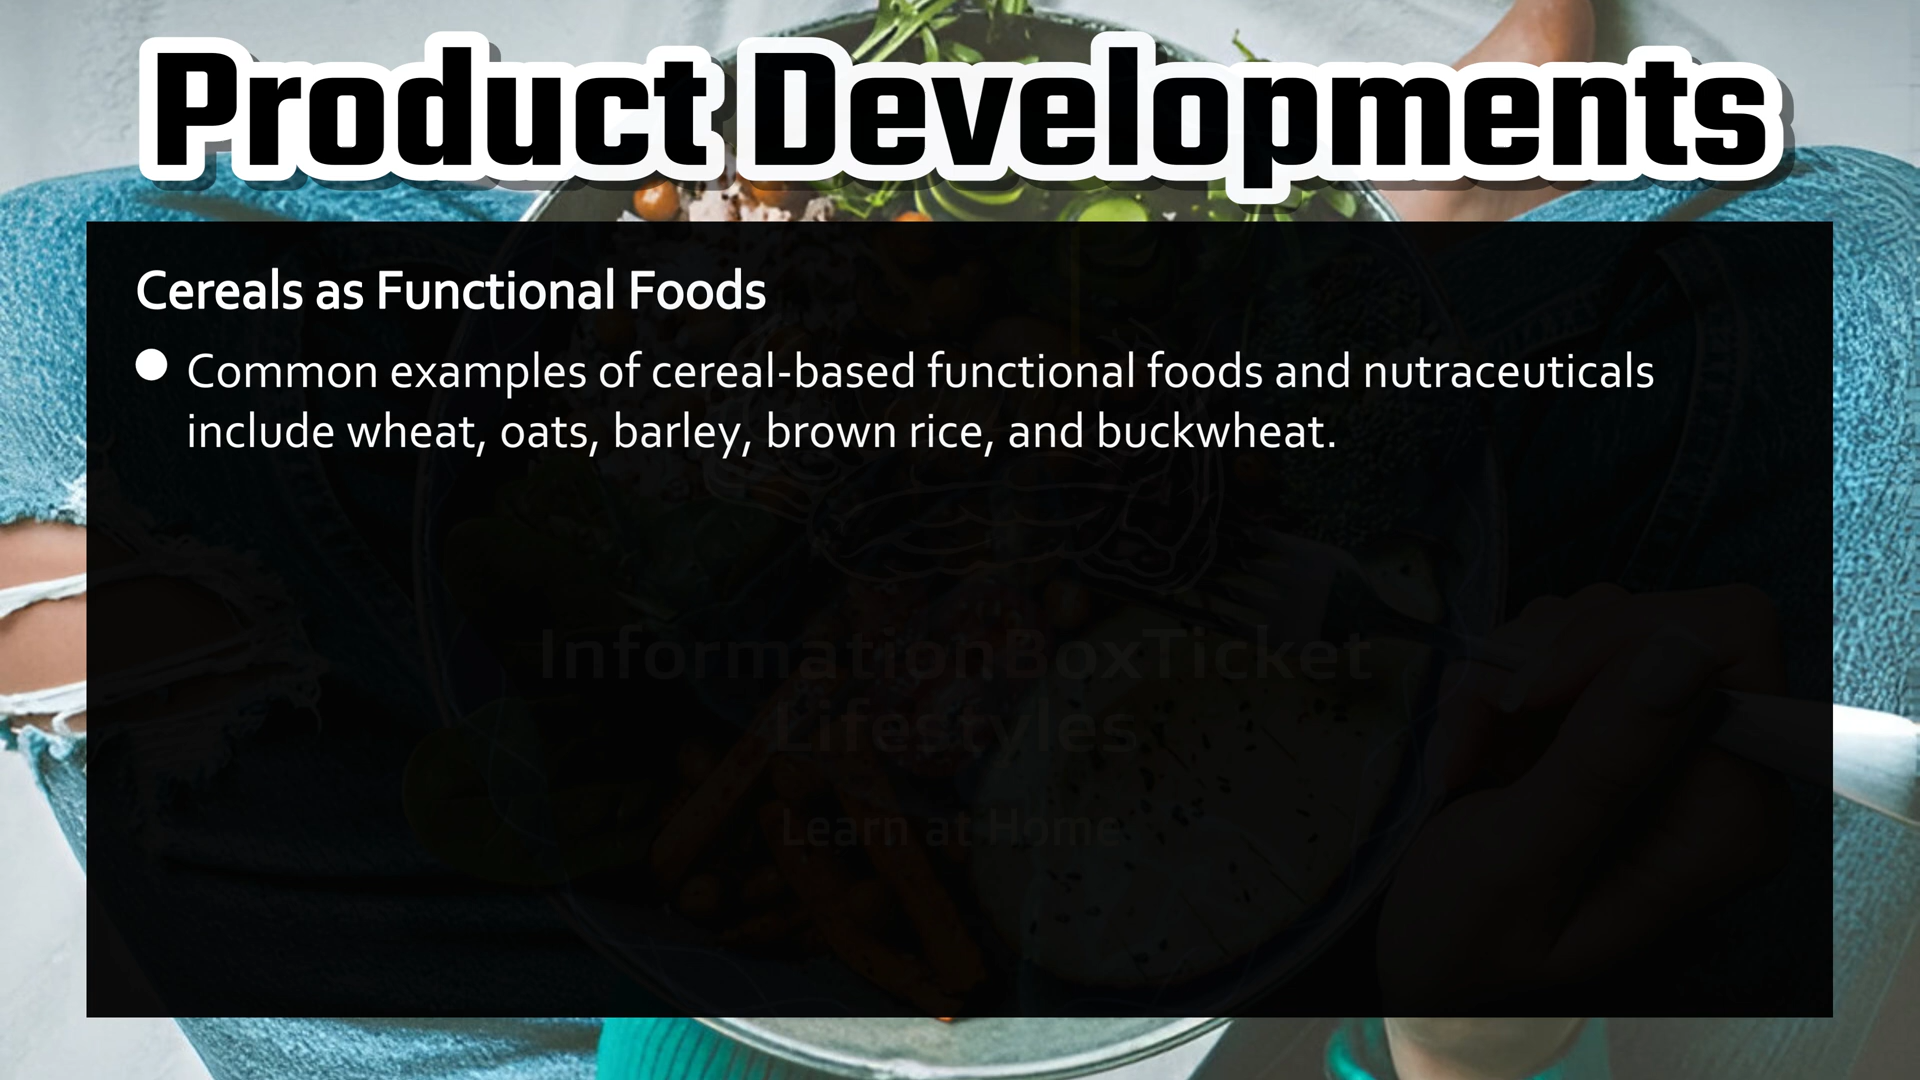 Product Developments
Cereals as Functional Foods
Common examples of cereal-based functional foods and nutraceuticals
include wheat, oats, barley, brown rice, and buckwheat.
InformationBoxTicket
Lifestyles
Learn at Home